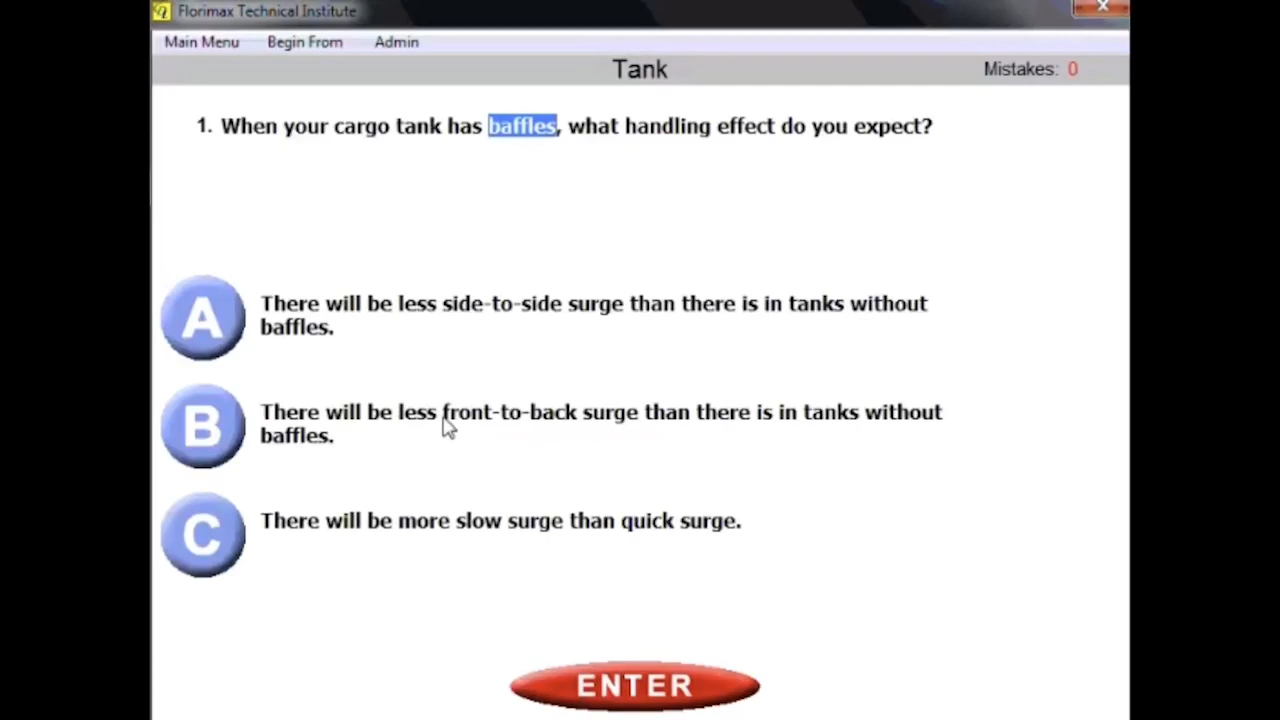 Florimax Technical Institute
Main Menu Begin From Admin
Tank Mistakes: 0
1. When your cargo tank has baffles, what handling effect do you expect?
A There will be less side-to-side surge than there is in tanks without
baffles.
B There will be less front-to-back surge than there is in tanks without
baffles.
C There will be more slow surge than quick surge.
ENTER